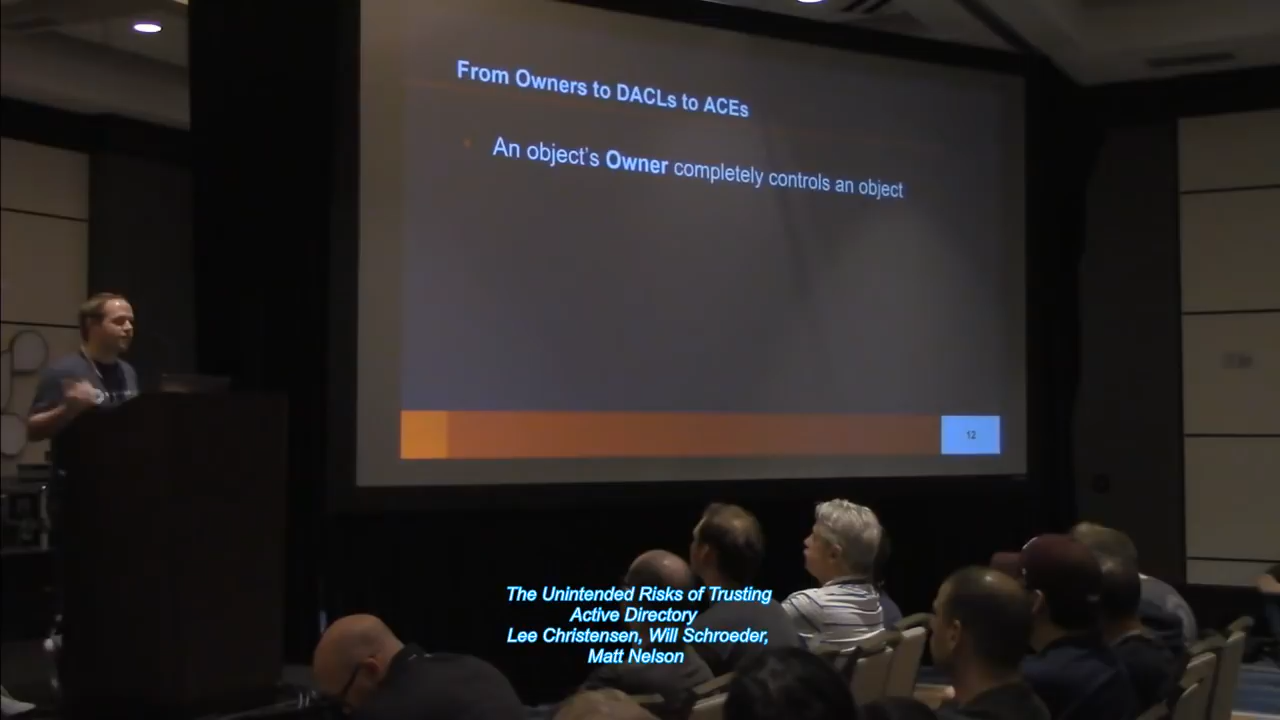 From Owners to DACLs to ACEs
An object's Owner completely controls an object
12
The Unintended Risks of Trusting
Active Directory
Lee Christensen, Will Schroeder,
Matt Nelson